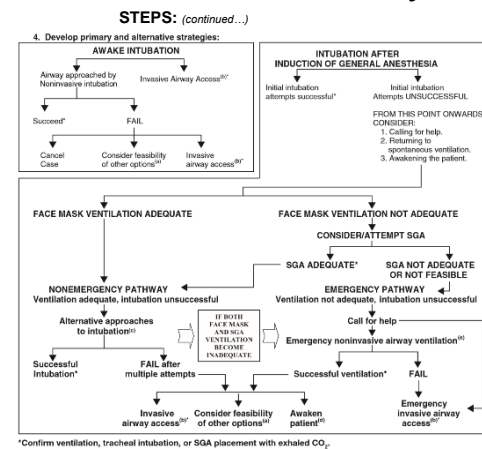 STEPS: (continued…)
4. Develop primary and alternative strategies:
AWAKE INTUBATION
Airway approached by
Noninvasive intubation
Invasive Airway Access(b)*
Succeed*
FAIL
Cancel
Case
Consider feasibility
of other options(a)
Invasive
airway access(b)*
INTUBATION AFTER
INDUCTION OF GENERAL ANESTHESIA
Initial intubation
attempts successful*
Initial intubation
Attempts UNSUCCESSFUL
FROM THIS POINT ONWARDS
CONSIDER:
1. Calling for help.
2. Returning to
spontaneous ventilation.
3. Awakening the patient.
FACE MASK VENTILATION ADEQUATE
FACE MASK VENTILATION NOT ADEQUATE
CONSIDER/ATTEMPT SGA
SGA ADEQUATE*
SGA NOT ADEQUATE
OR NOT FEASIBLE
NONEMERGENCY PATHWAY
Ventilation adequate, intubation unsuccessful
EMERGENCY PATHWAY
Ventilation not adequate, intubation unsuccessful
Alternative approaches
to intubation(c)
IF BOTH
FACE MASK
AND SGA
VENTILATION
BECOME
INADEQUATE
Call for help
Emergency noninvasive airway ventilation(e)
Successful
Intubation*
FAIL after
multiple attempts
Successful ventilation*
FAIL
Invasive
airway access(b)*
Consider feasibility
of other options(a)
Awaken
patient(d)
Emergency
invasive airway
access(b)*
*Confirm ventilation, tracheal intubation, or SGA placement with exhaled CO2.